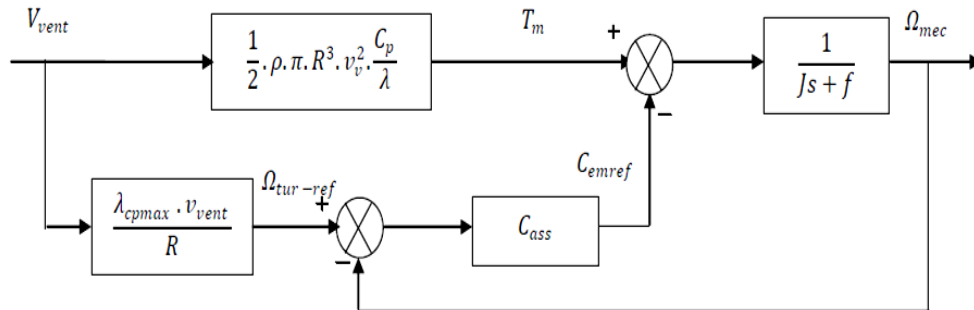 V_vent
1/2 . ρ. π. R^3. v_v^2. C_p/λ
T_m
+
−
1/(Js + f)
Ω_mec
λ_cpmax . v_vent / R
Ω_tur-ref
+
−
C_ass
C_emref